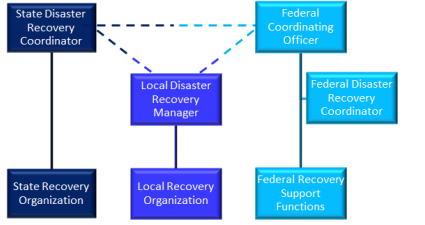 State Disaster
Recovery
Coordinator
Federal
Coordinating
Officer
Local Disaster
Recovery
Manager
Federal Disaster
Recovery
Coordinator
State Recovery
Organization
Local Recovery
Organization
Federal Recovery
Support
Functions